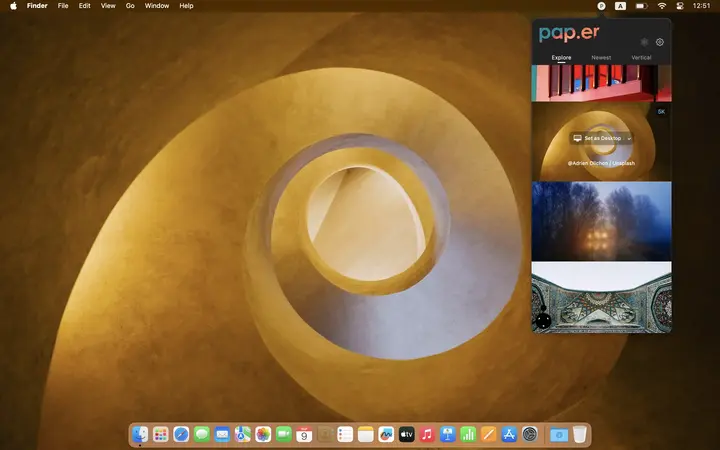 Finder File Edit View Go Window Help
P A 12:51
pap.er
Explore Newest Vertical
5K
Set as Desktop
@Adrien Olichon / Unsplash
9
tv